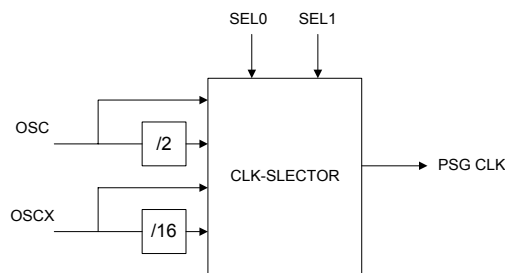 SEL0 SEL1
OSC
/2
CLK-SLECTOR
PSG CLK
OSCX
/16